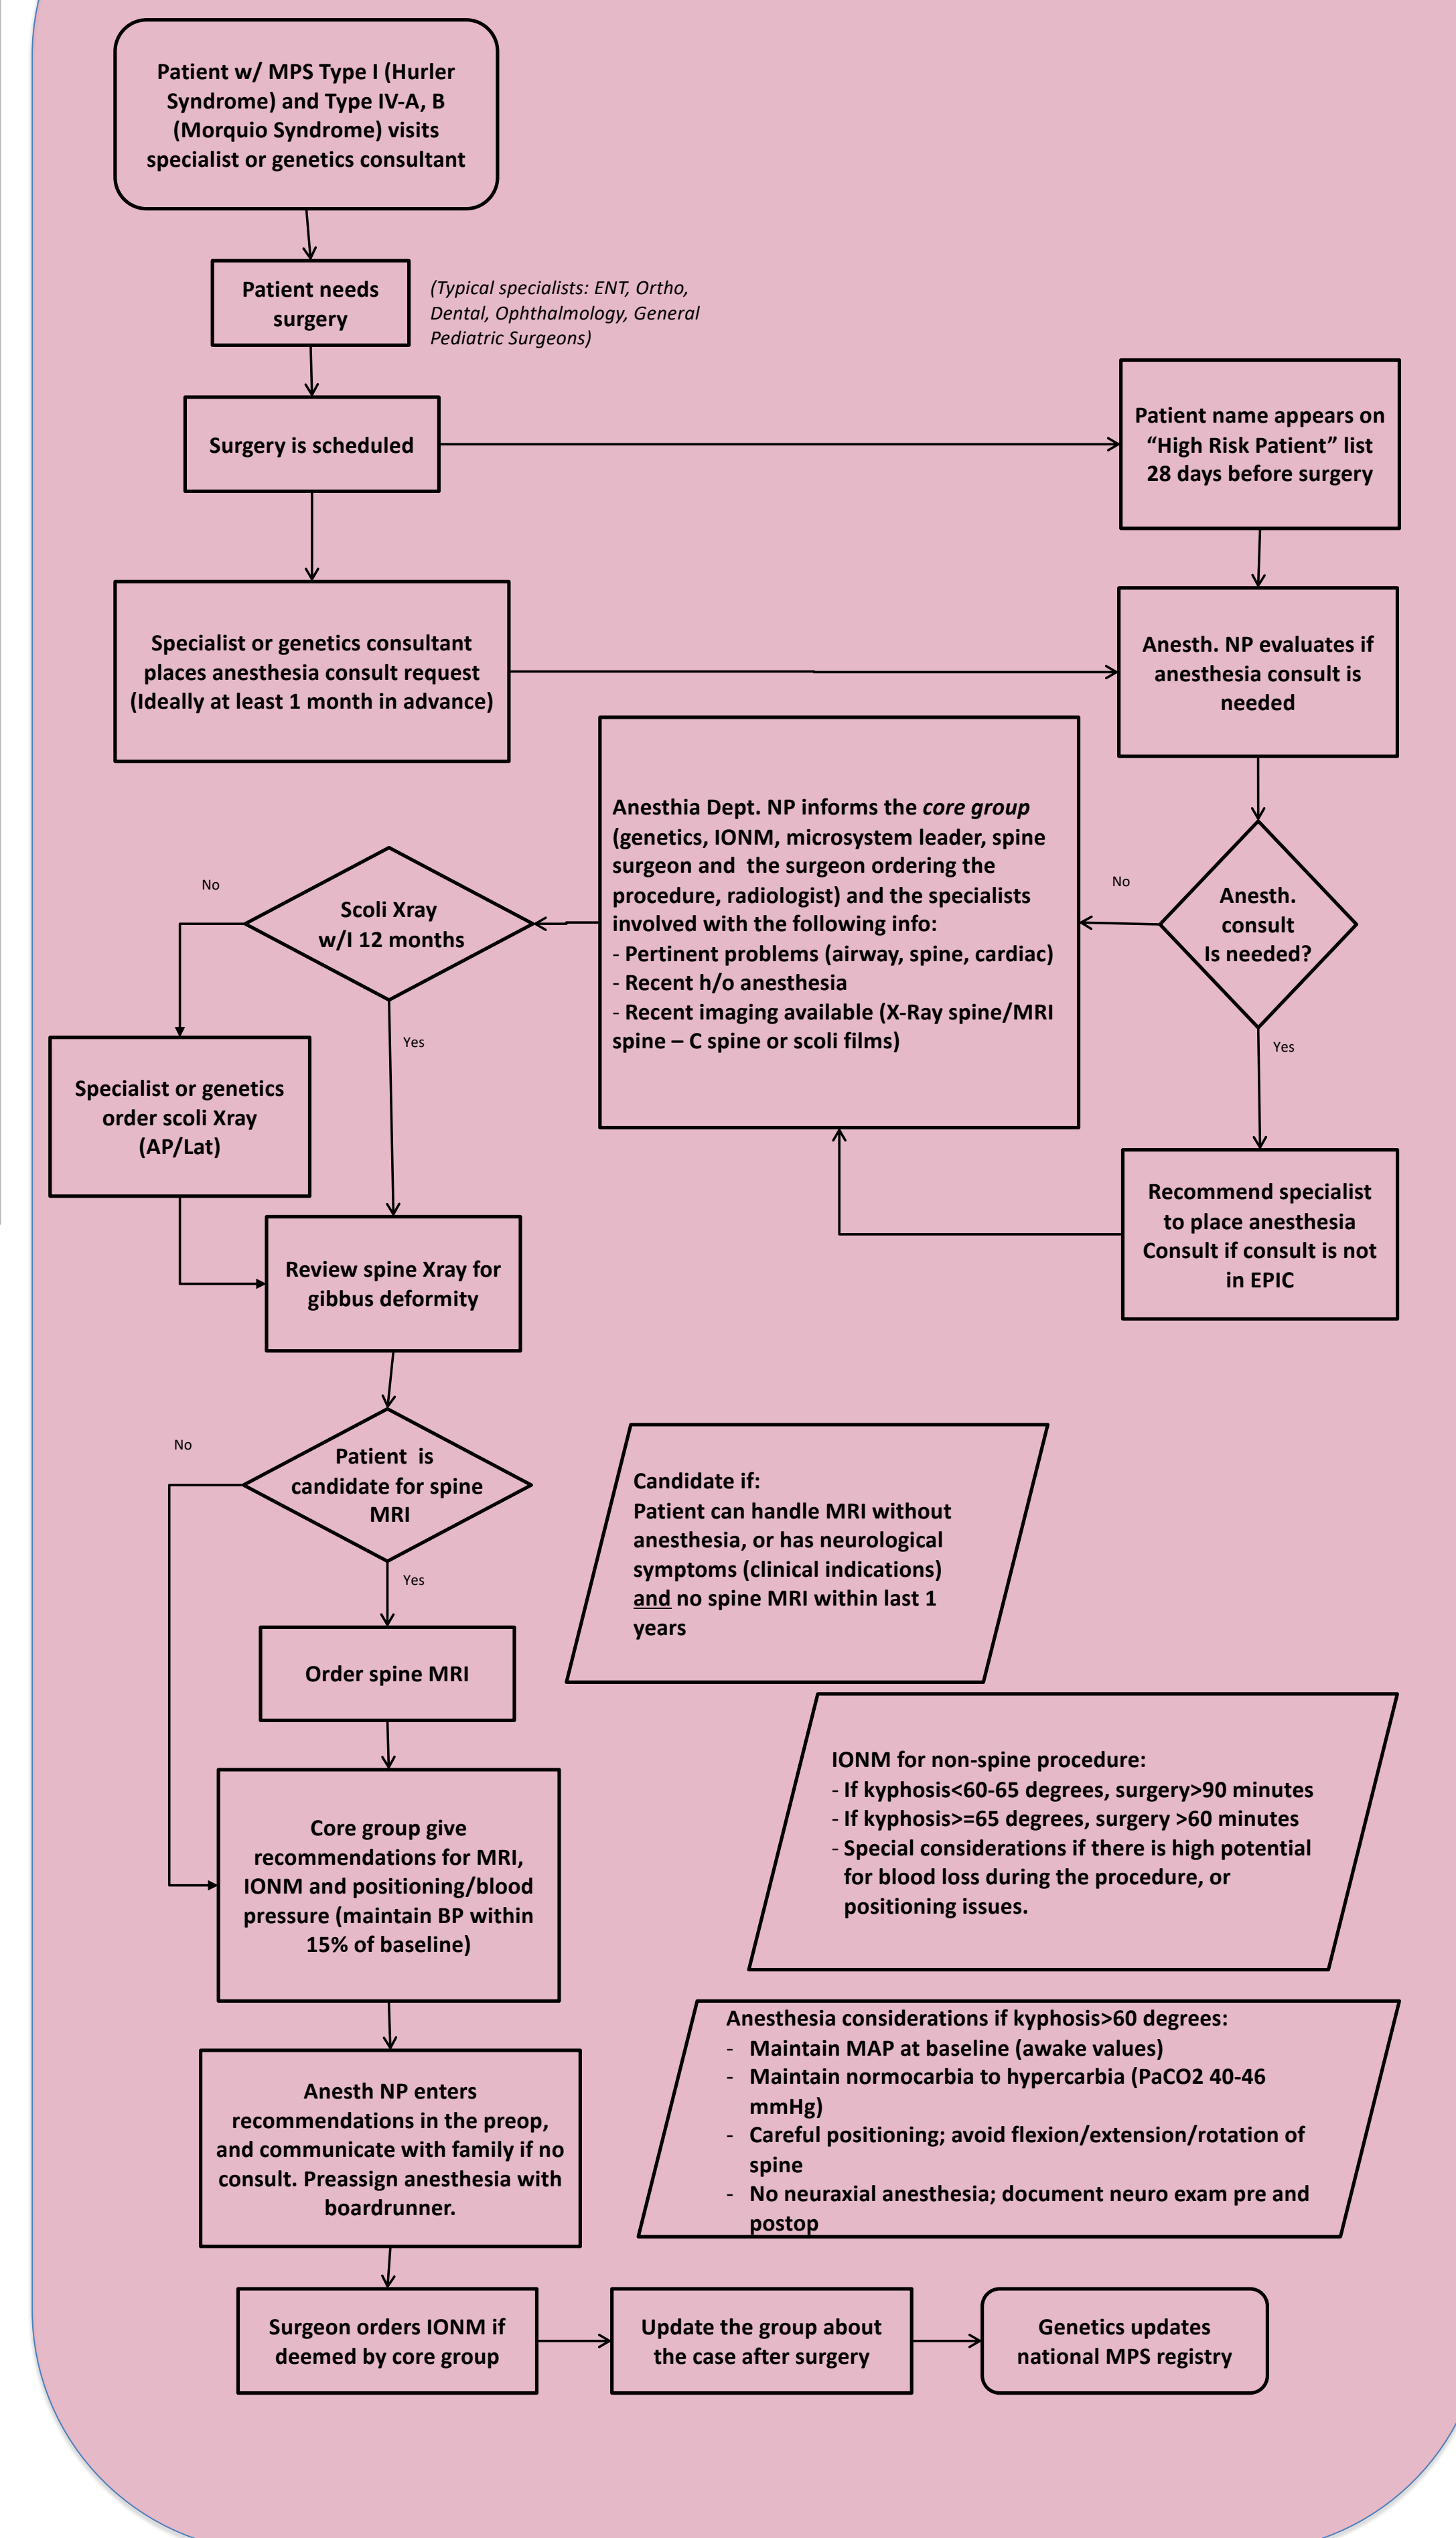 Patient w/ MPS Type I (Hurler
Syndrome) and Type IV-A, B
(Morquio Syndrome) visits
specialist or genetics consultant
Patient needs
surgery
(Typical specialists: ENT, Ortho,
Dental, Ophthalmology, General
Pediatric Surgeons)
Surgery is scheduled
Patient name appears on
“High Risk Patient” list
28 days before surgery
Specialist or genetics consultant
places anesthesia consult request
(Ideally at least 1 month in advance)
Anesth. NP evaluates if
anesthesia consult is
needed
Anesth.
consult
Is needed?
No
Yes
Anesthia Dept. NP informs the core group
(genetics, IONM, microsystem leader, spine
surgeon and the surgeon ordering the
procedure, radiologist) and the specialists
involved with the following info:
- Pertinent problems (airway, spine, cardiac)
- Recent h/o anesthesia
- Recent imaging available (X-Ray spine/MRI
spine – C spine or scoli films)
Recommend specialist
to place anesthesia
Consult if consult is not
in EPIC
Scoli Xray
w/I 12 months
No
Yes
Specialist or genetics
order scoli Xray
(AP/Lat)
Review spine Xray for
gibbus deformity
Patient is
candidate for spine
MRI
No
Yes
Candidate if:
Patient can handle MRI without
anesthesia, or has neurological
symptoms (clinical indications)
and no spine MRI within last 1
years
Order spine MRI
IONM for non-spine procedure:
- If kyphosis<60-65 degrees, surgery>90 minutes
- If kyphosis>=65 degrees, surgery >60 minutes
- Special considerations if there is high potential
for blood loss during the procedure, or
positioning issues.
Core group give
recommendations for MRI,
IONM and positioning/blood
pressure (maintain BP within
15% of baseline)
Anesthesia considerations if kyphosis>60 degrees:
- Maintain MAP at baseline (awake values)
- Maintain normocarbia to hypercarbia (PaCO2 40-46
mmHg)
- Careful positioning; avoid flexion/extension/rotation of
spine
- No neuraxial anesthesia; document neuro exam pre and
postop
Anesth NP enters
recommendations in the preop,
and communicate with family if no
consult. Preassign anesthesia with
boardrunner.
Surgeon orders IONM if
deemed by core group
Update the group about
the case after surgery
Genetics updates
national MPS registry